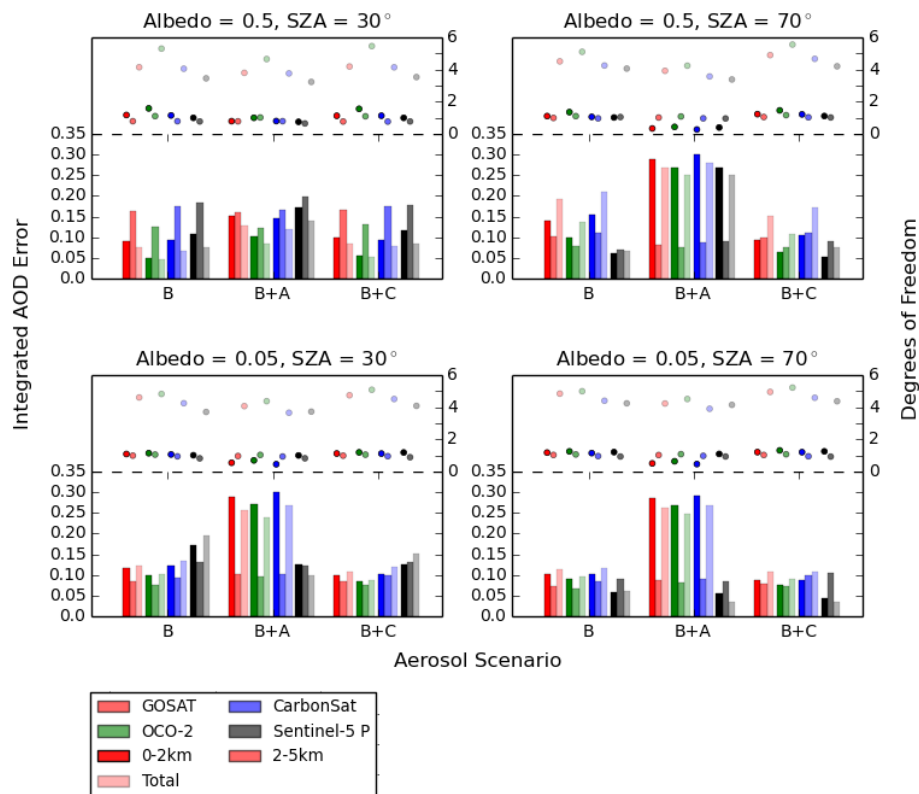 Albedo = 0.5, SZA = 30°
Albedo = 0.5, SZA = 70°
6
4
2
0
0.35
0.30
0.25
0.20
0.15
0.10
0.05
0.0
B
B+A
B+C
6
4
2
0
0.35
0.30
0.25
0.20
0.15
0.10
0.05
0.0
B
B+A
B+C
Integrated AOD Error
Degrees of Freedom
Albedo = 0.05, SZA = 30°
Albedo = 0.05, SZA = 70°
6
4
2
0
0.35
0.30
0.25
0.20
0.15
0.10
0.05
0.0
B
B+A
B+C
6
4
2
0
0.35
0.30
0.25
0.20
0.15
0.10
0.05
0.0
B
B+A
B+C
Aerosol Scenario
GOSAT
CarbonSat
OCO-2
Sentinel-5 P
0-2km
2-5km
Total